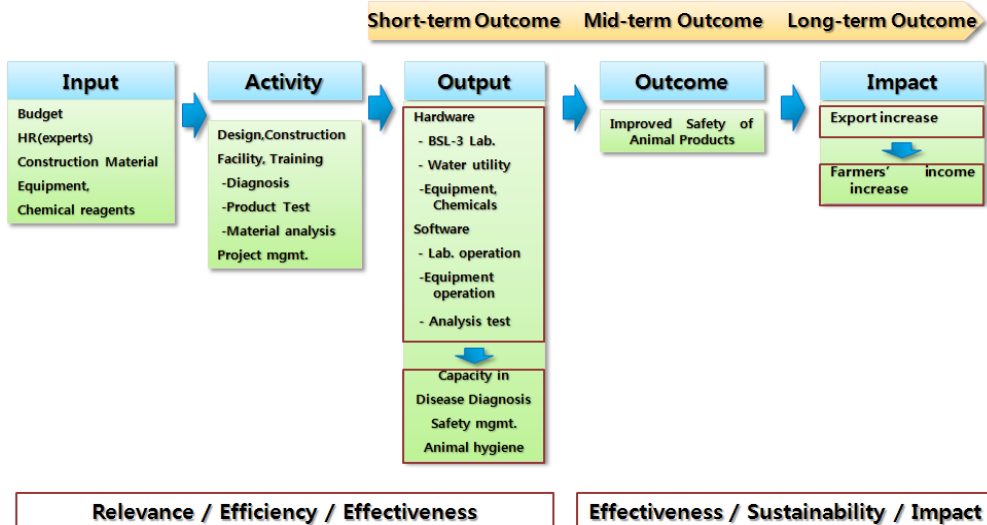 Short-term Outcome Mid-term Outcome Long-term Outcome
Input
Budget
HR(experts)
Construction Material
Equipment,
Chemical reagents
Activity
Design,Construction
Facility, Training
-Diagnosis
-Product Test
-Material analysis
Project mgmt.
Output
Hardware
- BSL-3 Lab.
- Water utility
-Equipment,
Chemicals
Software
- Lab. operation
-Equipment
operation
- Analysis test
Capacity in
Disease Diagnosis
Safety mgmt.
Animal hygiene
Outcome
Improved Safety of
Animal Products
Impact
Export increase
Farmers' income
increase
Relevance / Efficiency / Effectiveness
Effectiveness / Sustainability / Impact